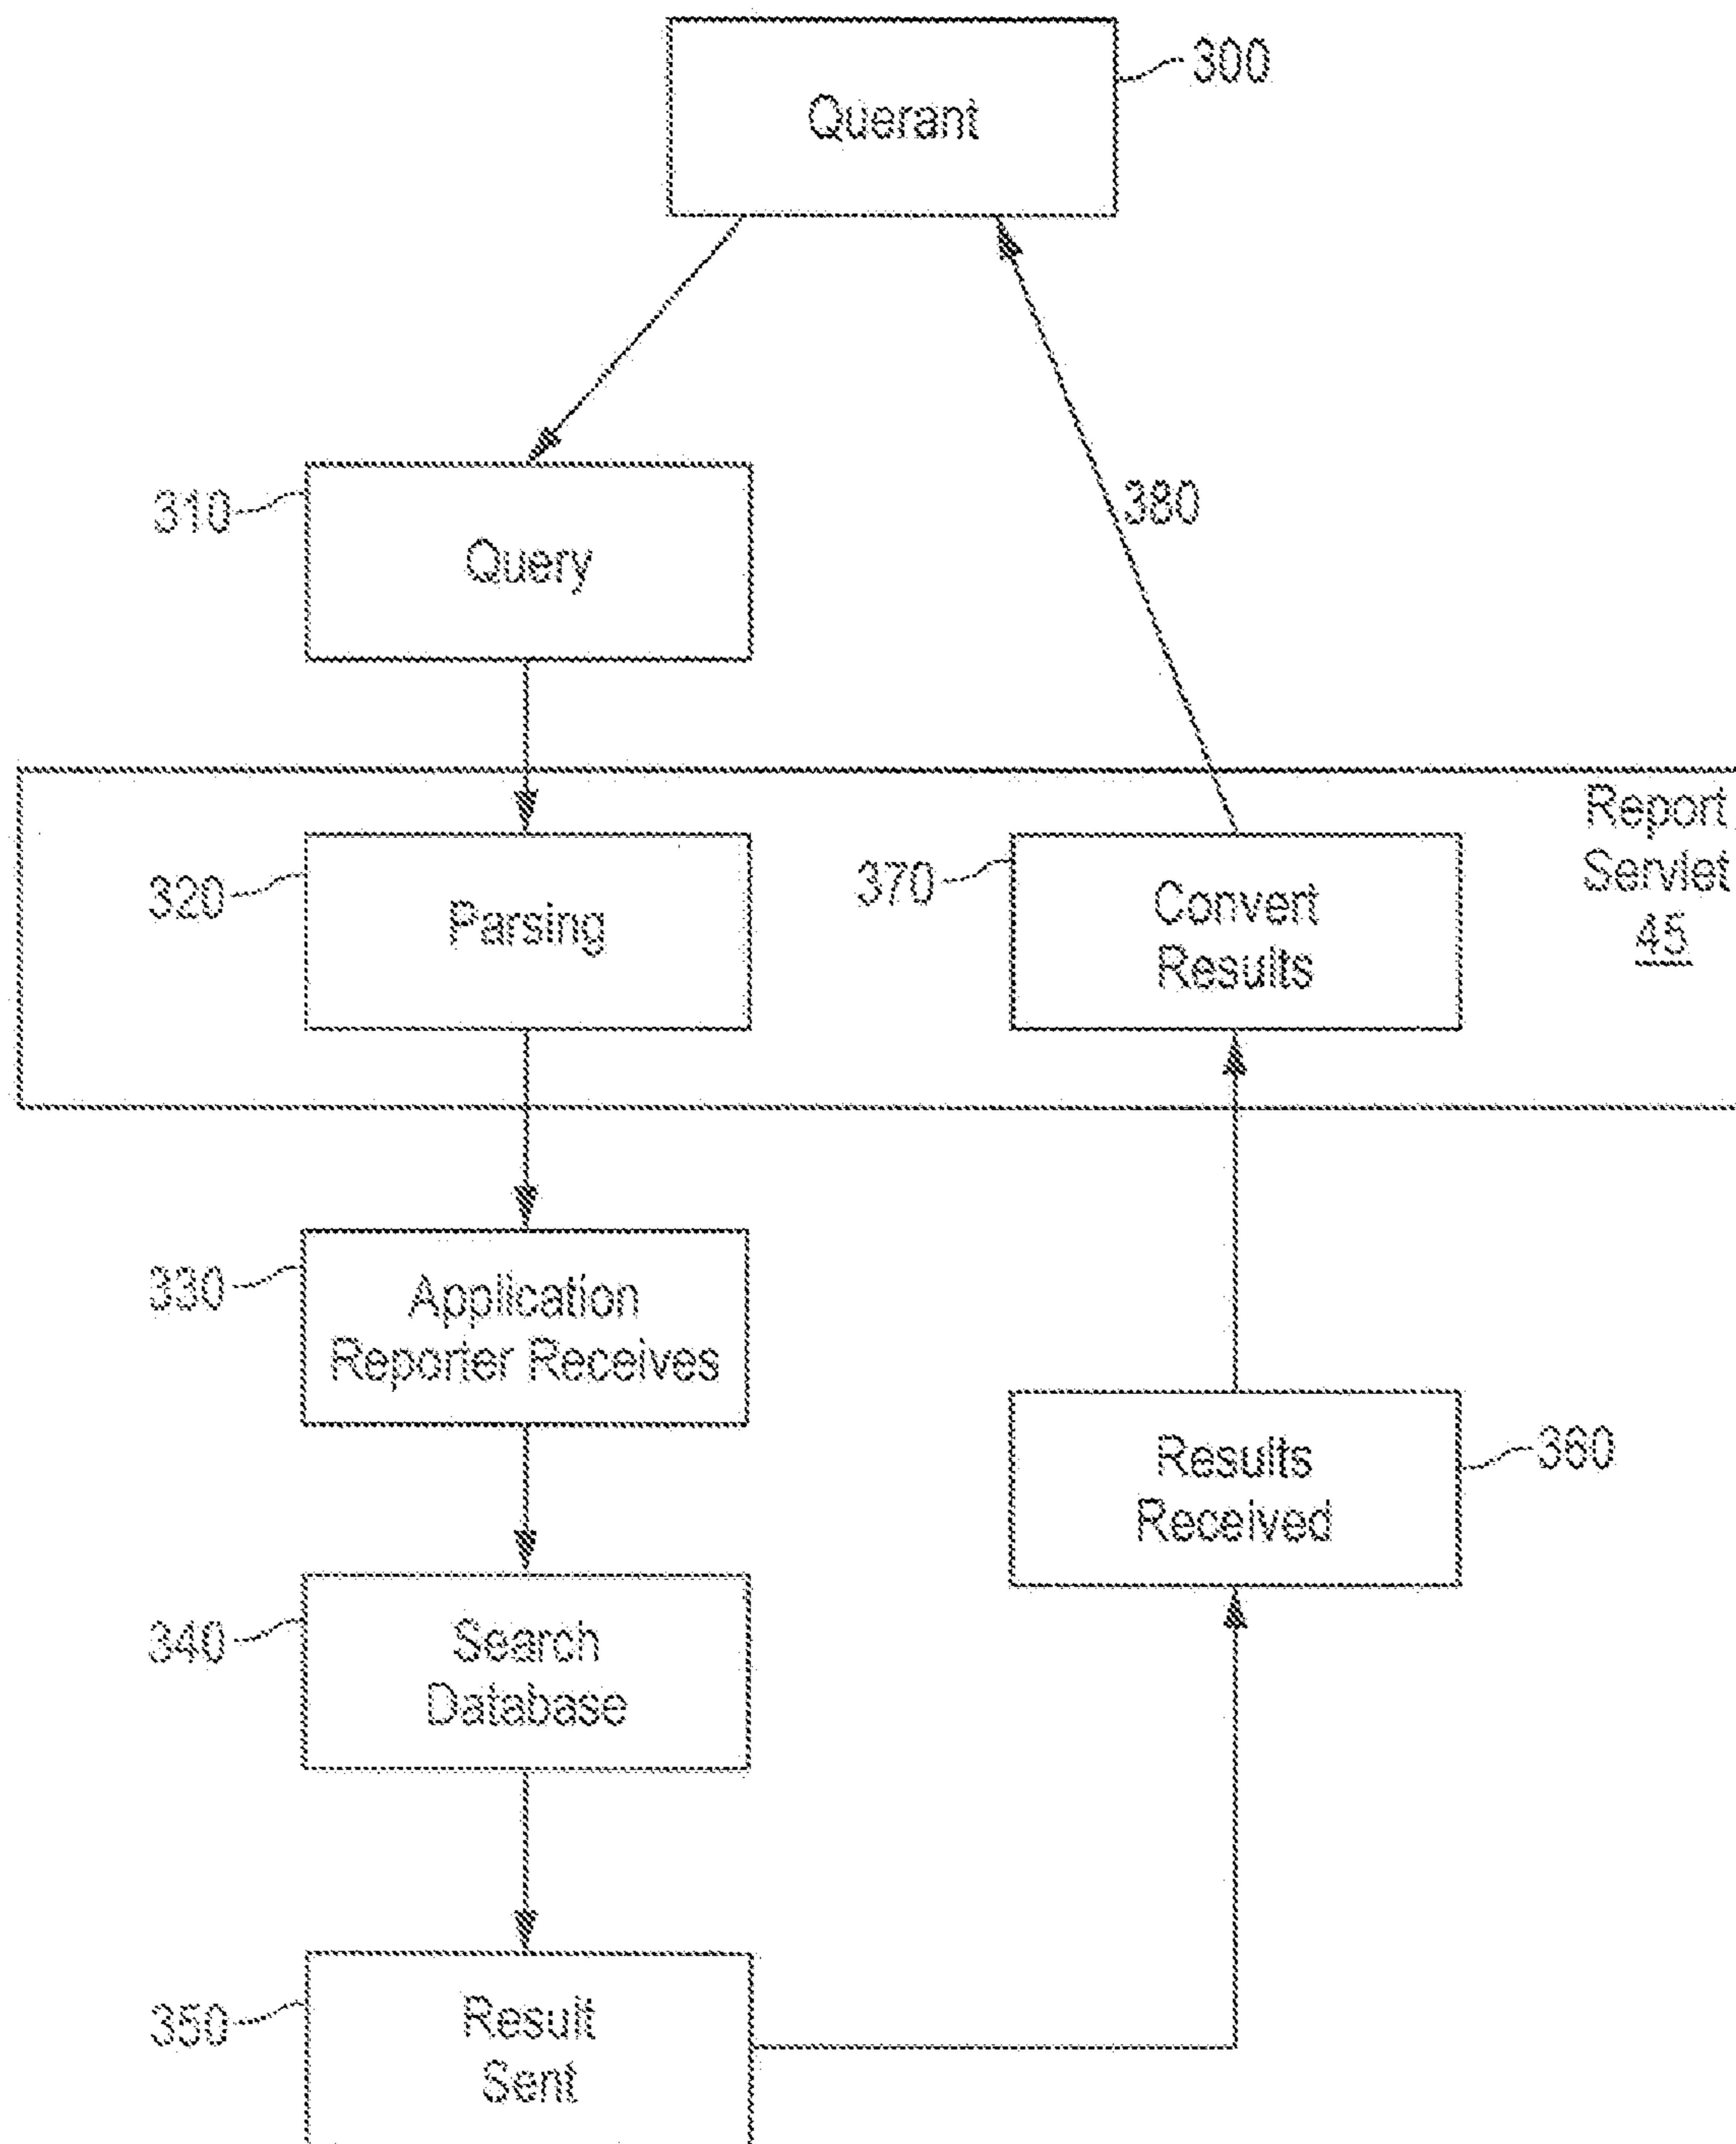 300
Querant
310
Query
380
320
Parsing
370
Convert
Results
Report
Servlet
45
330
Application
Reporter Receives
Results
Received
360
340
Search
Database
350
Result
Sent